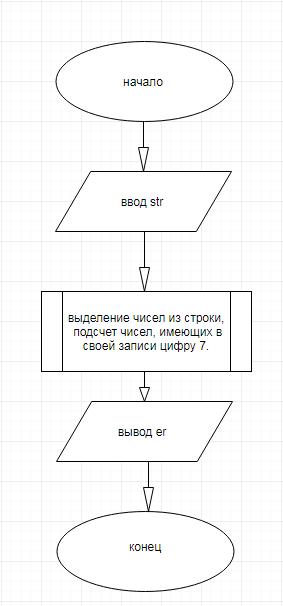 начало
ввод str
выделение чисел из строки,
подсчет чисел, имеющих в
своей записи цифру 7.
вывод er
конец